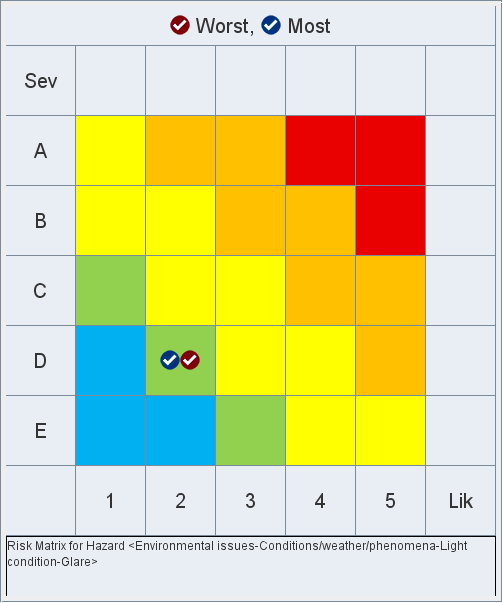 Worst, Most
Sev
A
B
C
D
E
1 2 3 4 5 Lik
Risk Matrix for Hazard <Environmental issues-Conditions/weather/phenomena-Light
condition-Glare>